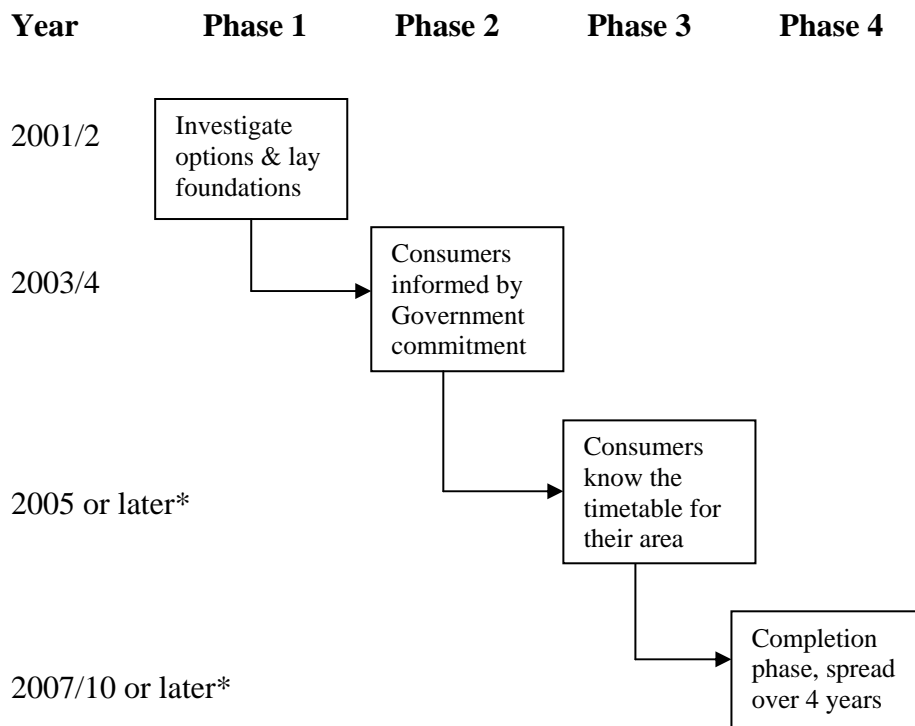 Year Phase 1 Phase 2 Phase 3 Phase 4
2001/2
Investigate
options & lay
foundations
2003/4
Consumers
informed by
Government
commitment
2005 or later*
Consumers
know the
timetable for
their area
2007/10 or later*
Completion
phase, spread
over 4 years